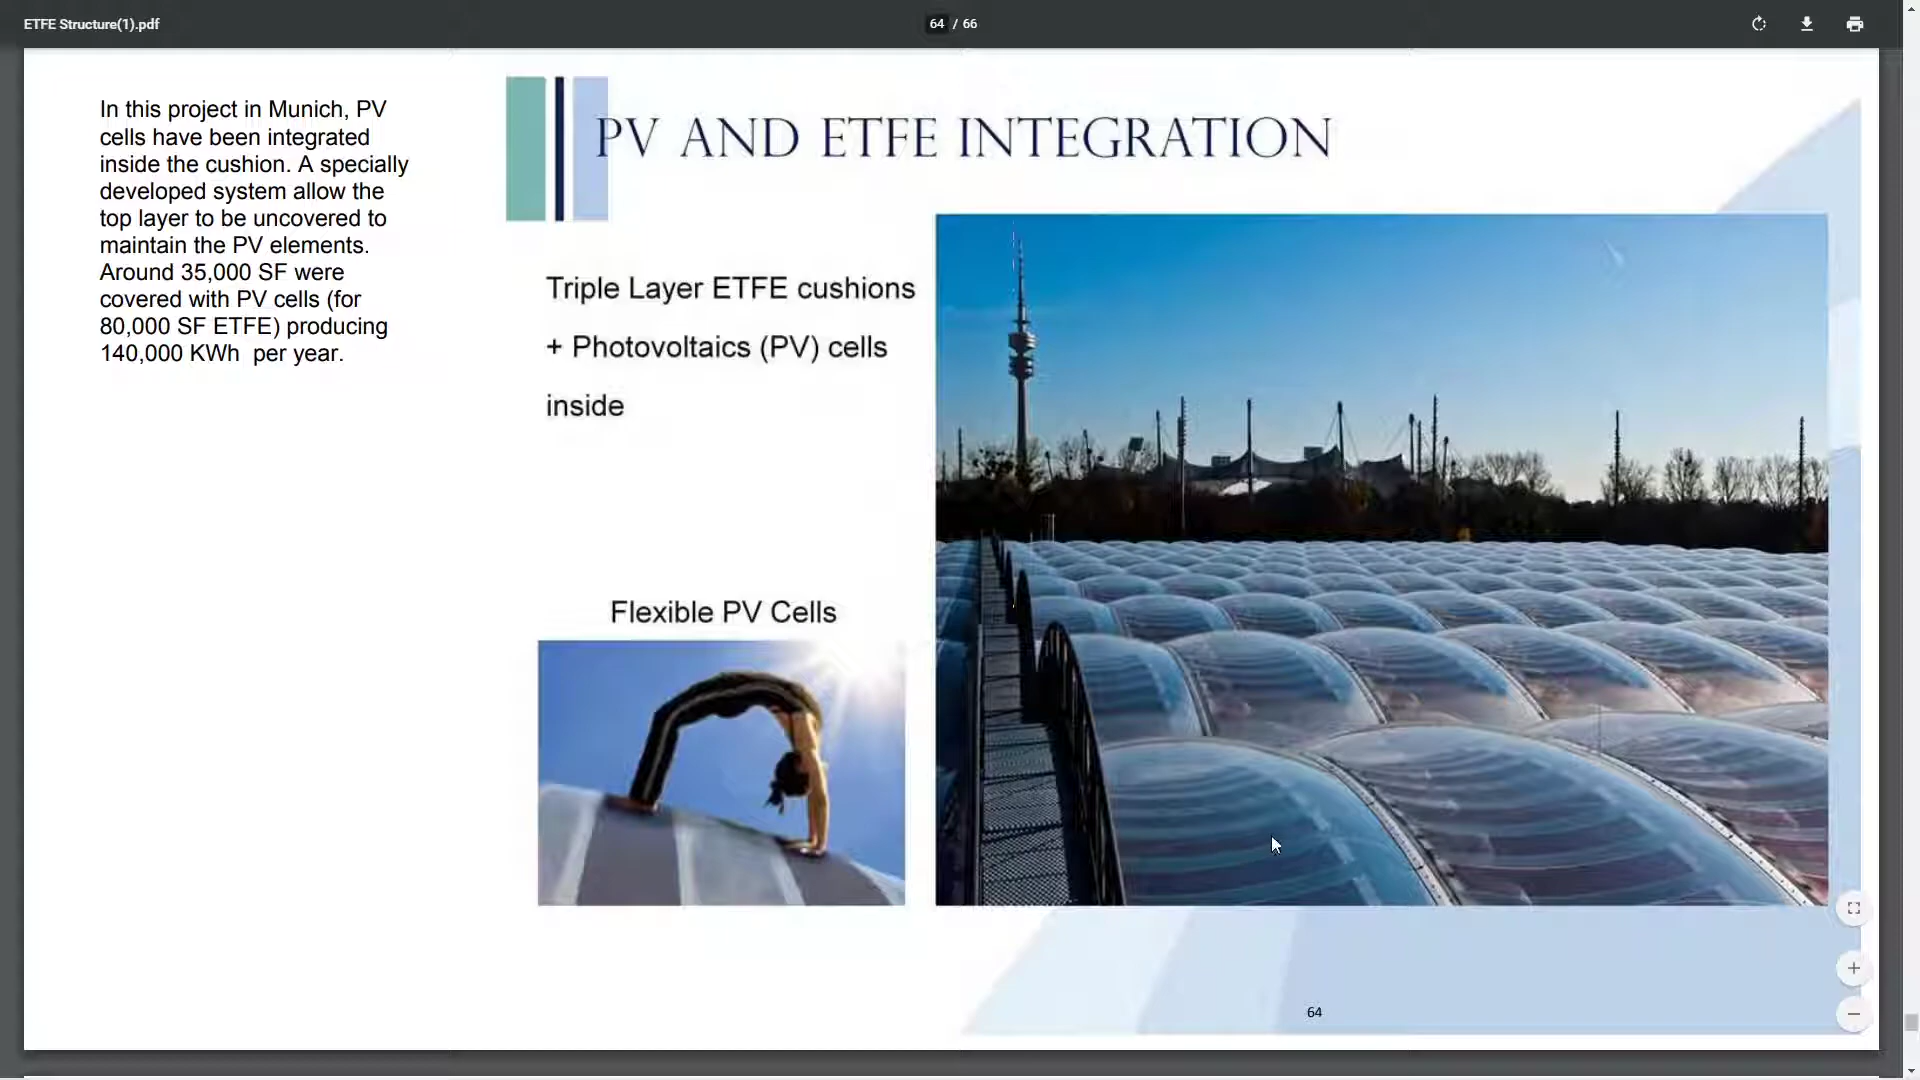 ETFE Structure(1).pdf
64 / 66
In this project in Munich, PV
cells have been integrated
inside the cushion. A specially
developed system allow the
top layer to be uncovered to
maintain the PV elements.
Around 35,000 SF were
covered with PV cells (for
80,000 SF ETFE) producing
140,000 KWh  per year.
PV AND ETFE INTEGRATION
Triple Layer ETFE cushions
+ Photovoltaics (PV) cells
inside
Flexible PV Cells
64